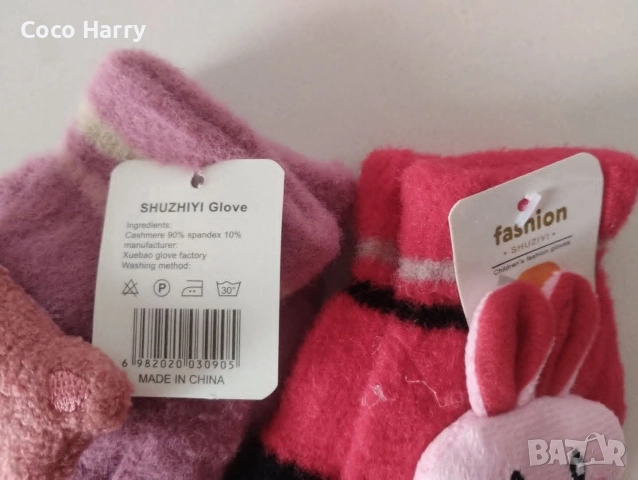 Coco Harry
SHUZHIYI Glove
Ingredients:
Cashmere 90% spandex 10%
manufacturer:
Xuebao glove factory
Washing method:
P
30°
6 982020 030905
MADE IN CHINA
fashion
SHUZIYI
Children's fashion gloves
BAZAR